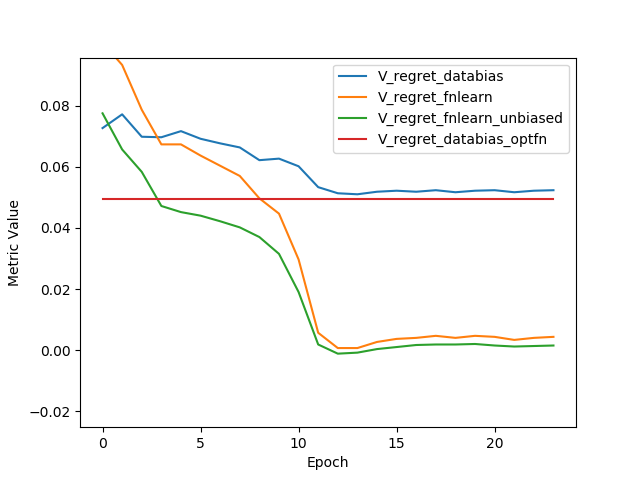 V_regret_databias
V_regret_fnlearn
V_regret_fnlearn_unbiased
V_regret_databias_optfn
0.08
0.06
0.04
0.02
0.00
−0.02
Metric Value
0 5 10 15 20
Epoch